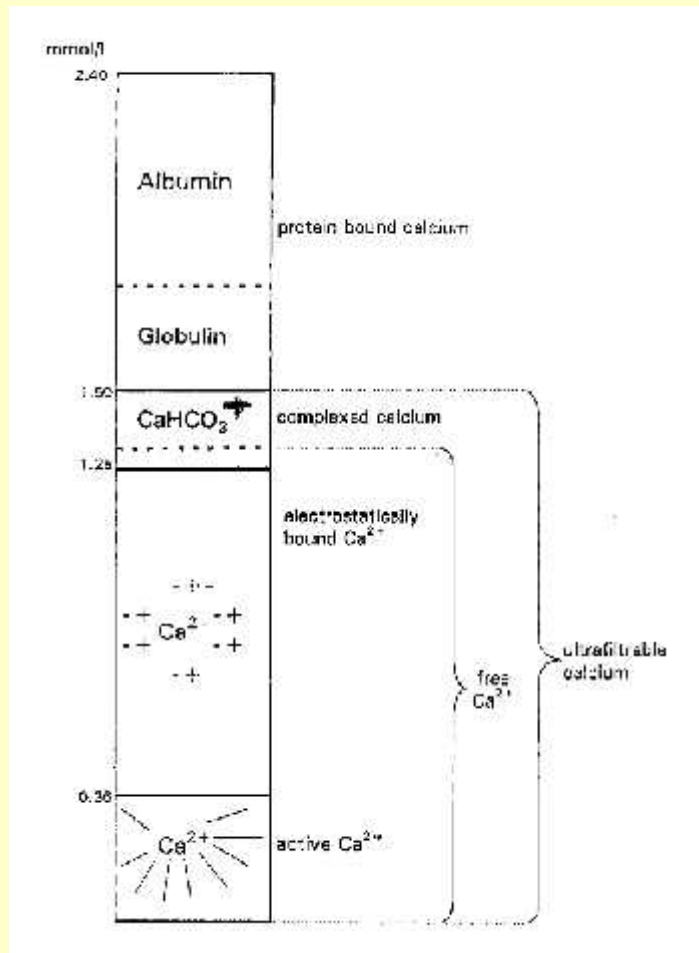 mmol/l
2.40
Albumin
protein bound calcium
Globulin
1.50
CaHCO₃⁺
complexed calcium
1.25
electrostatically
bound Ca²⁺
- + -
- + Ca²⁻ - +
- + - +
- +
ultrafiltrable
calcium
free
Ca²⁺
0.36
Ca²⁺
active Ca²⁺